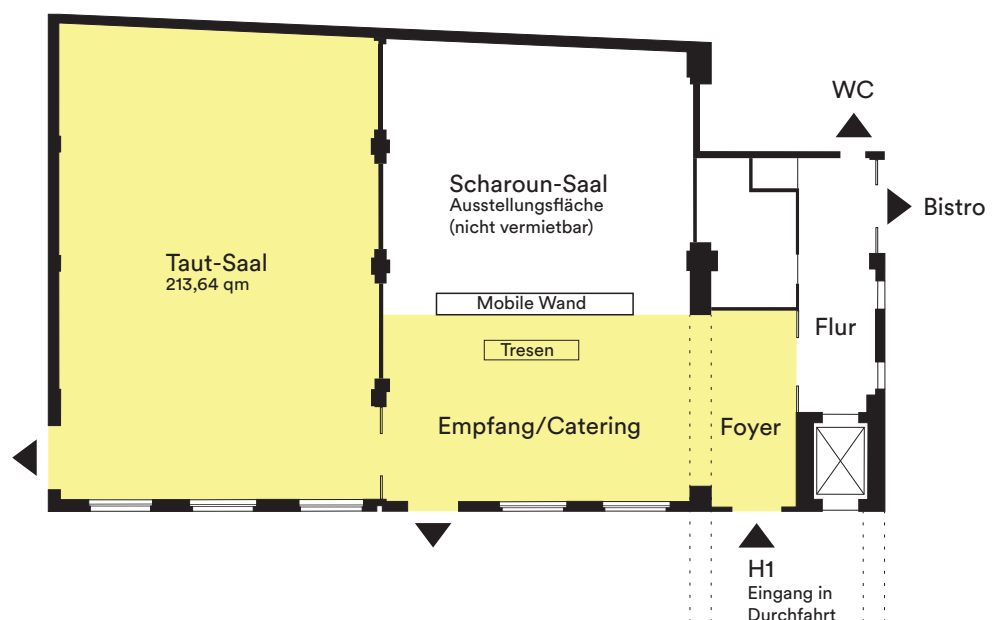 WC
Scharoun-Saal
Ausstellungsfläche
(nicht vermietbar)
Bistro
Taut-Saal
213,64 qm
Mobile Wand
Flur
Tresen
Empfang/Catering
Foyer
H1
Eingang in
Durchfahrt